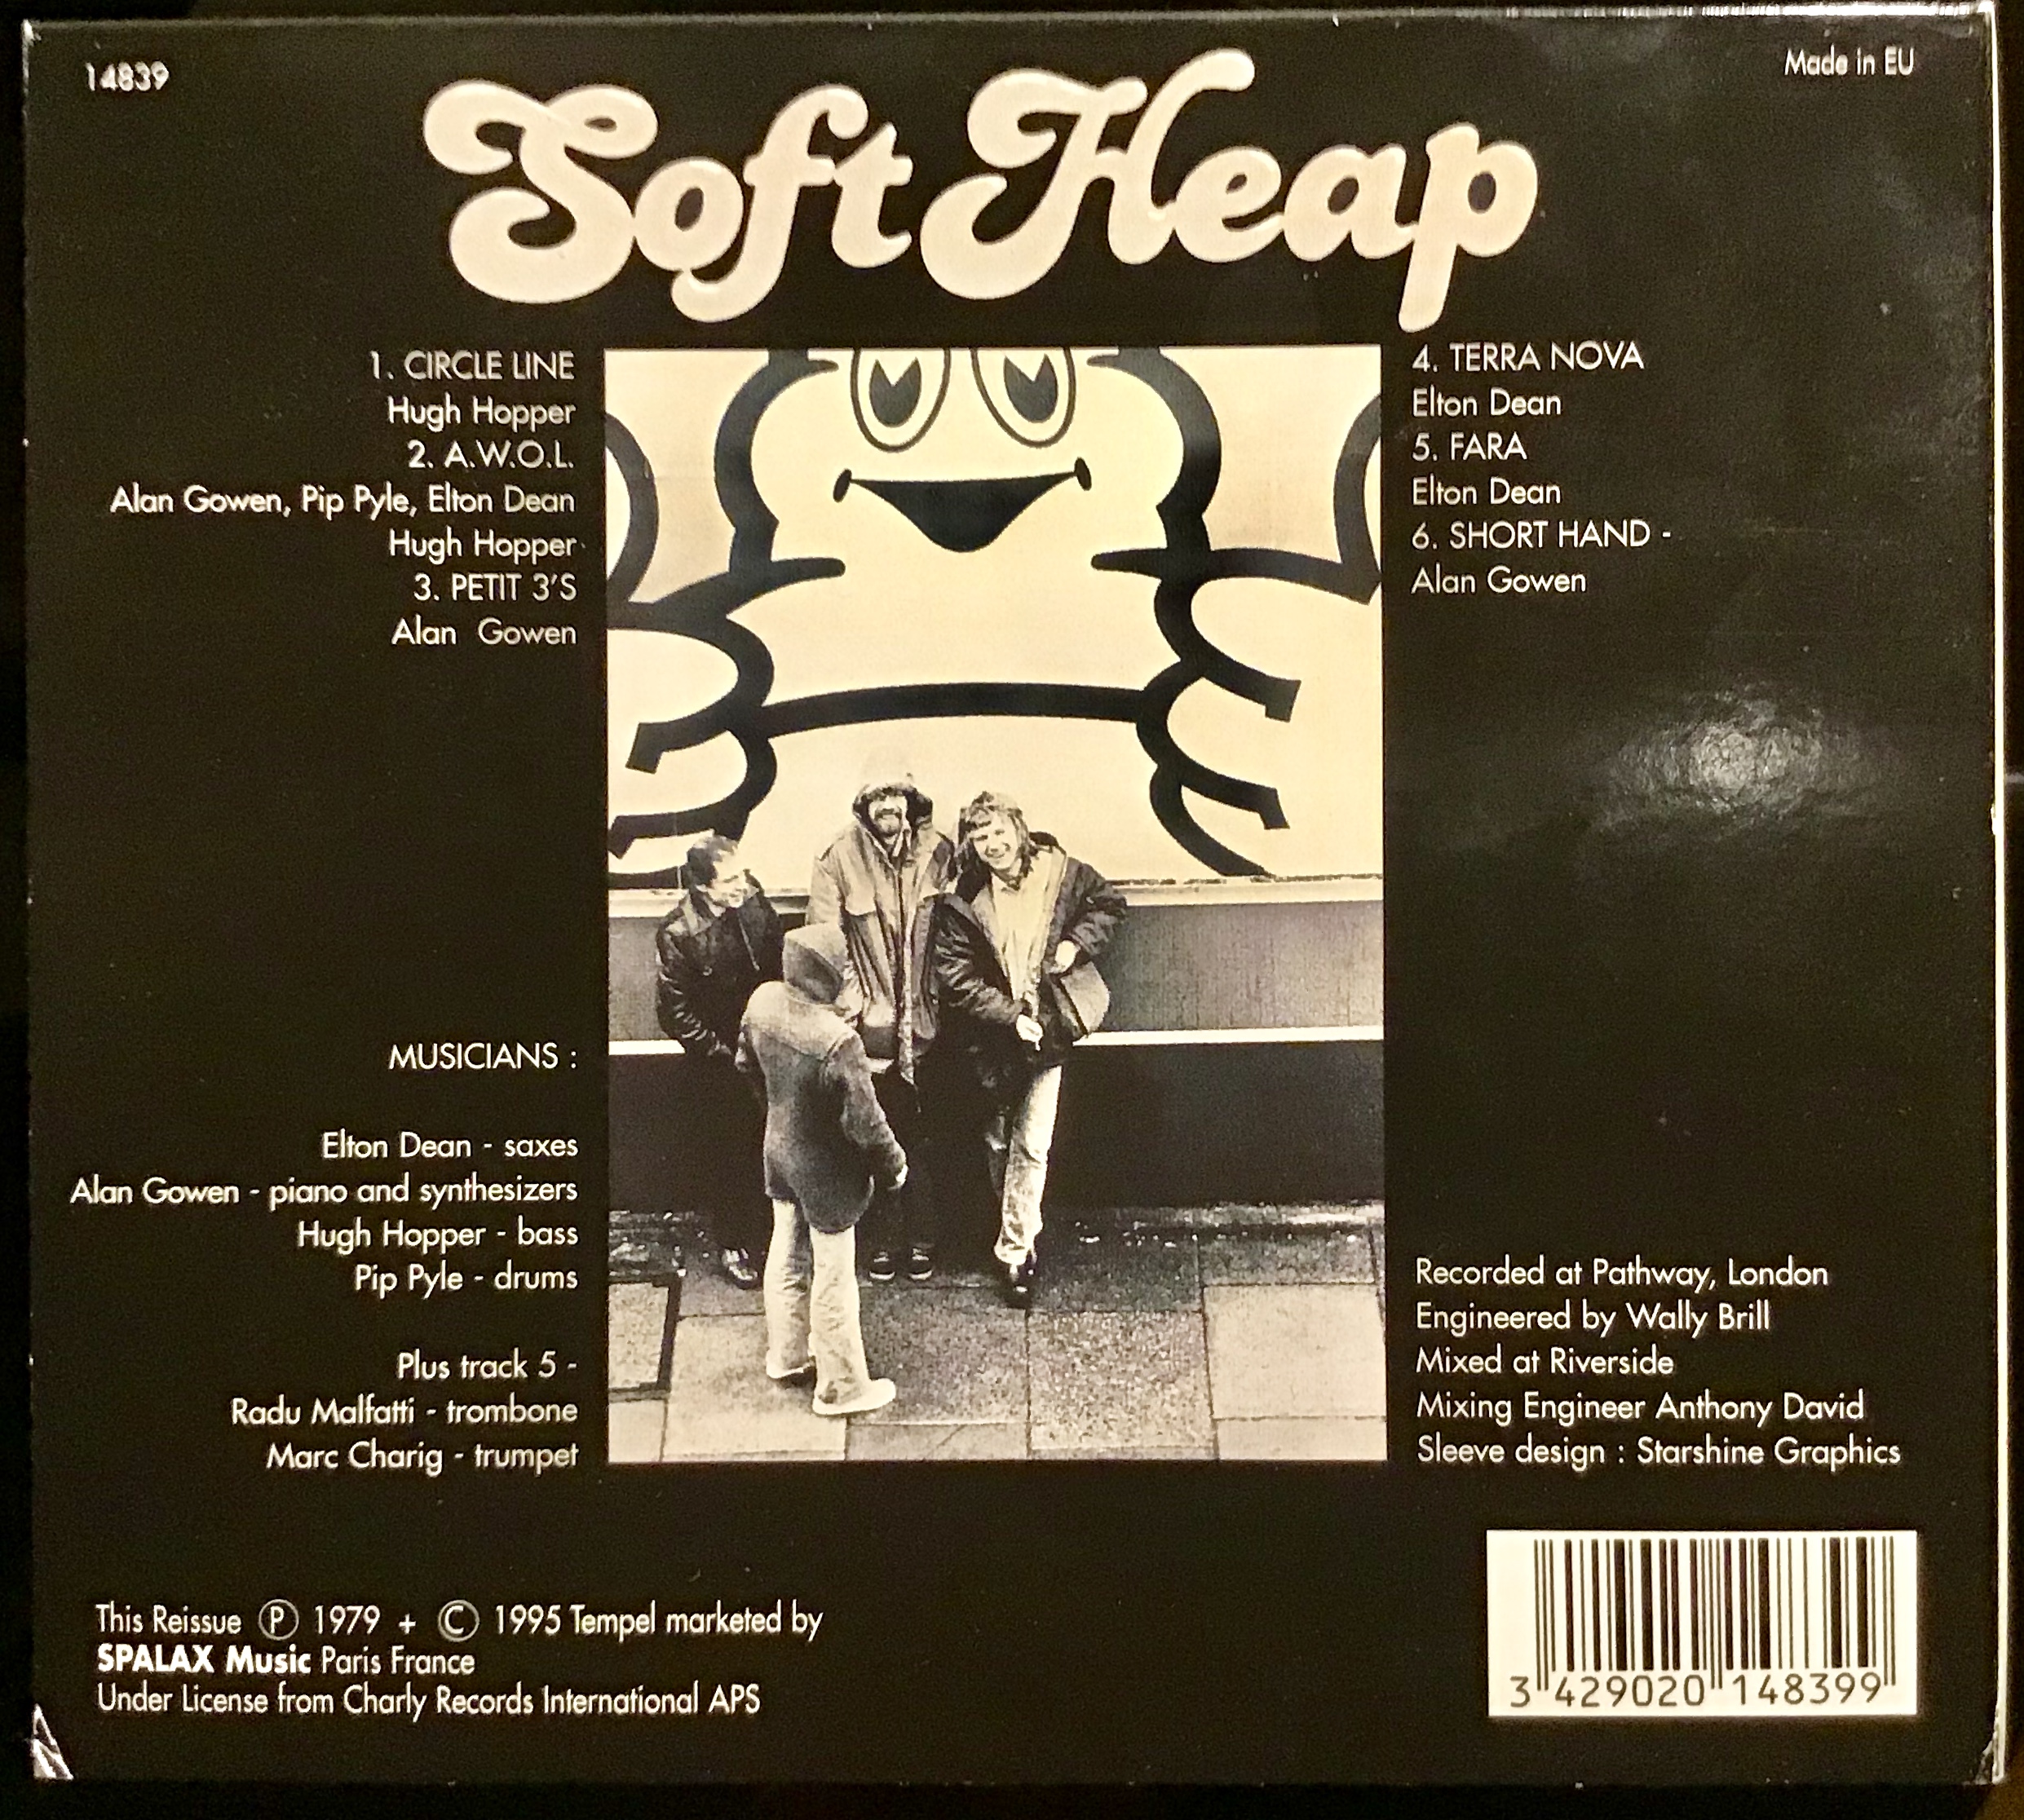 14839
Made in EU
Soft Heap
1. CIRCLE LINE
Hugh Hopper
2. A.W.O.L.
Alan Gowen, Pip Pyle, Elton Dean
Hugh Hopper
3. PETIT 3'S
Alan Gowen
4. TERRA NOVA
Elton Dean
5. FARA
Elton Dean
6. SHORT HAND -
Alan Gowen
MUSICIANS :
Elton Dean - saxes
Alan Gowen - piano and synthesizers
Hugh Hopper - bass
Pip Pyle - drums
Plus track 5 -
Radu Malfatti - trombone
Marc Charig - trumpet
Recorded at Pathway, London
Engineered by Wally Brill
Mixed at Riverside
Mixing Engineer Anthony David
Sleeve design : Starshine Graphics
This Reissue Ⓟ 1979 + Ⓒ 1995 Tempel marketed by
SPALAX Music Paris France
Under License from Charly Records International APS
3 429020 148399